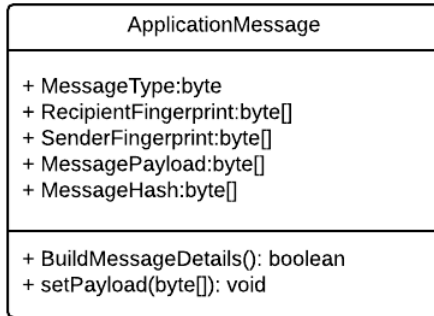 ApplicationMessage
+ MessageType:byte
+ RecipientFingerprint:byte[]
+ SenderFingerprint:byte[]
+ MessagePayload:byte[]
+ MessageHash:byte[]
+ BuildMessageDetails(): boolean
+ setPayload(byte[]): void